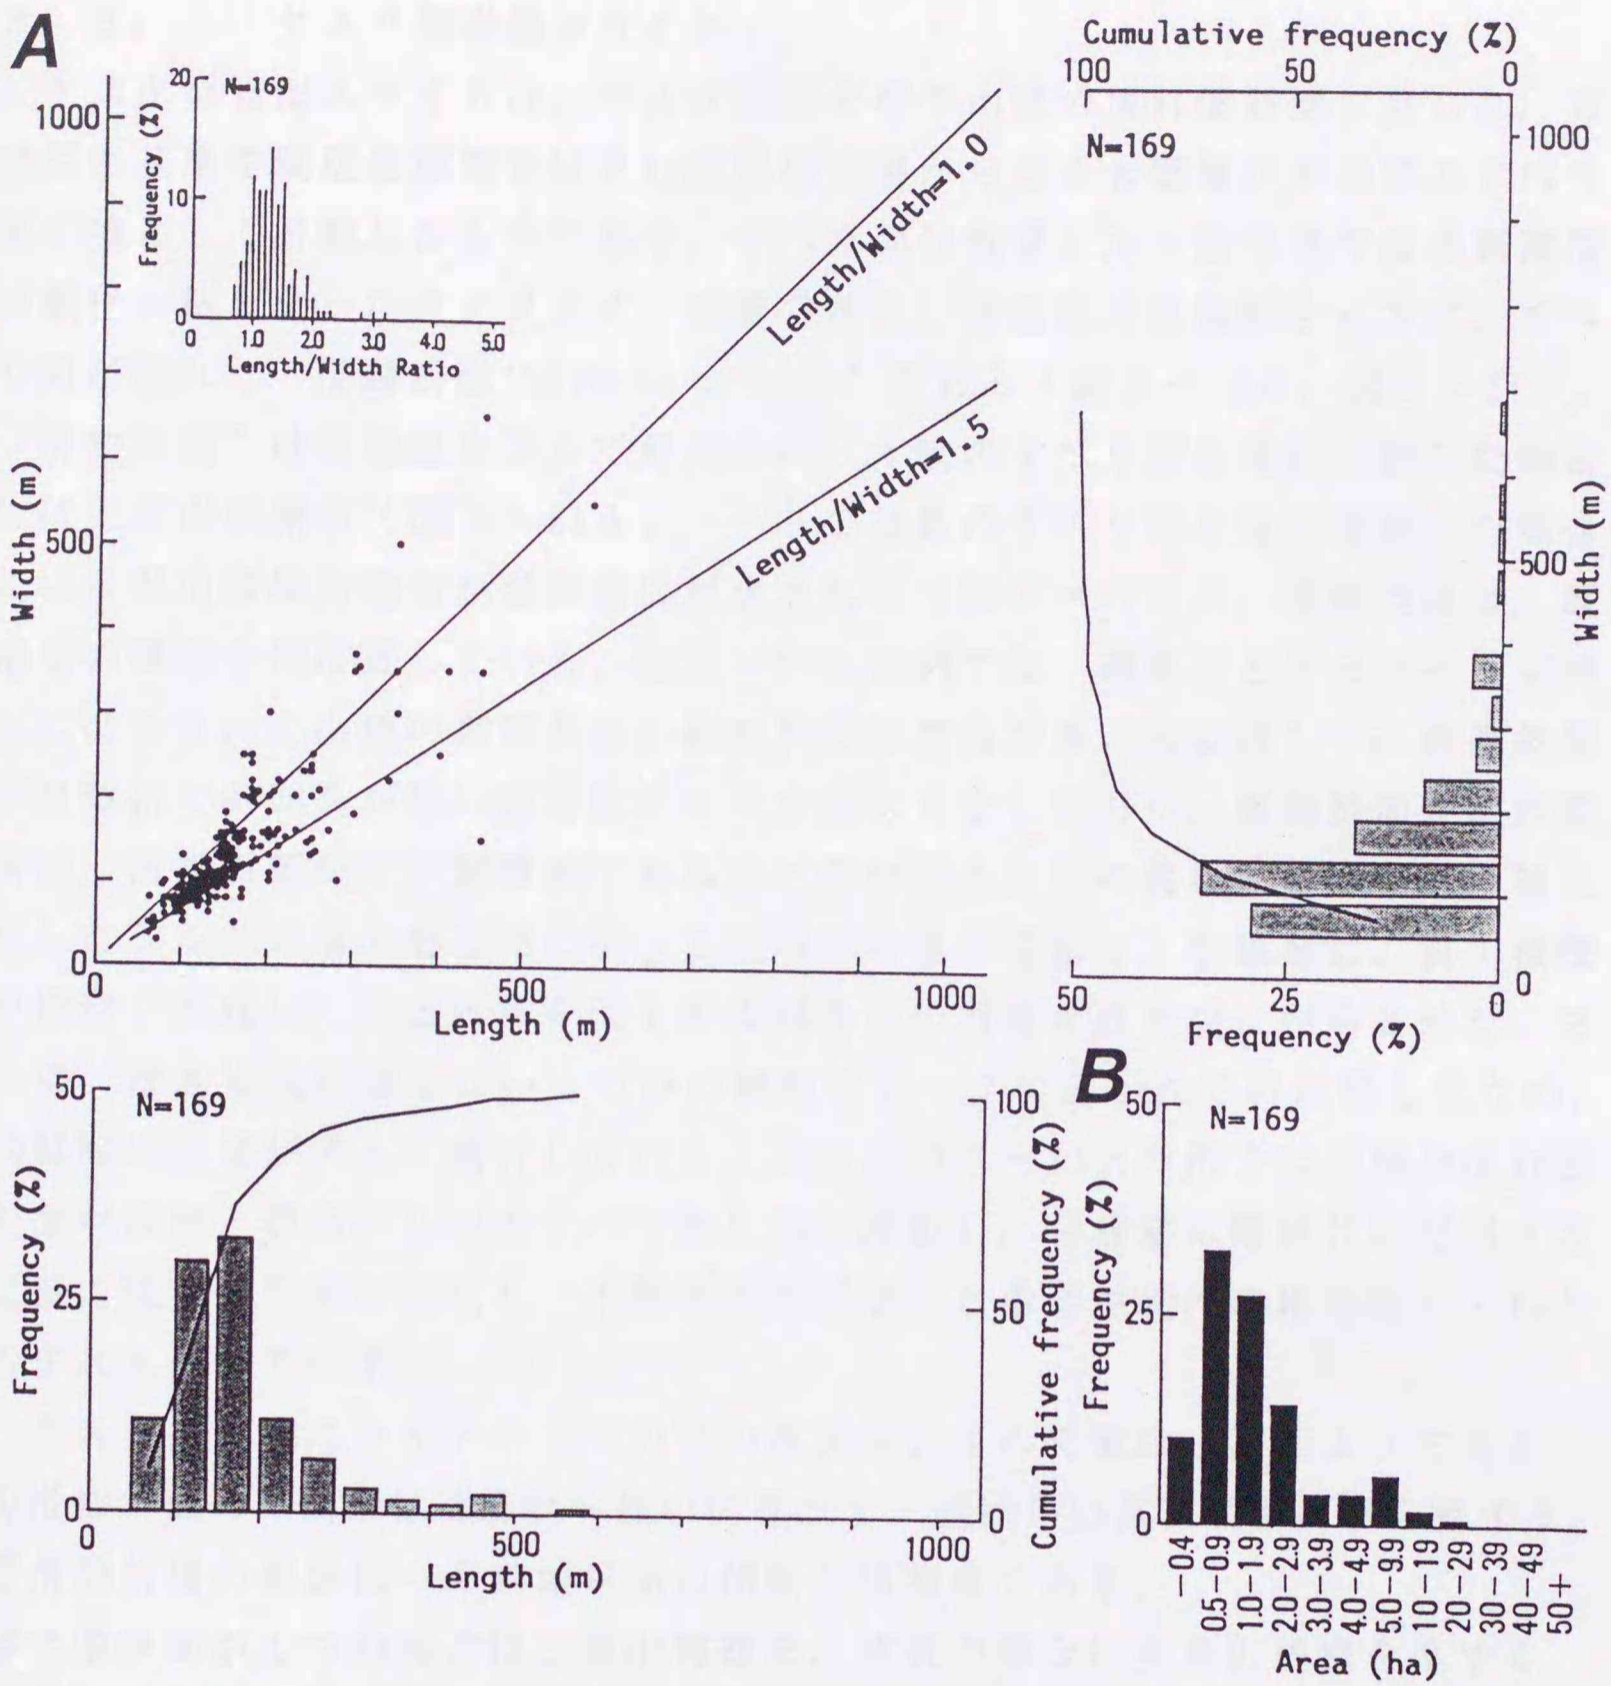 A
20
N=169
10
0
Frequency (%)
0 1.0 2.0 3.0 4.0 5.0
Length/Width Ratio
1000
500
0
Width (m)
Length/Width=1.0
Length/Width=1.5
0 500 1000
Length (m)
Cumulative frequency (%)
100 50 0
N=169
1000
500
0
Width (m)
50 25 0
Frequency (%)
50
N=169
25
0
Frequency (%)
100
50
0
Cumulative frequency (%)
0 500 1000
Length (m)
B
50
N=169
25
0
Frequency (%)
—0.4
0.5—0.9
1.0—1.9
2.0—2.9
3.0—3.9
4.0—4.9
5.0—9.9
10—19
20—29
30—39
40—49
50+
Area (ha)